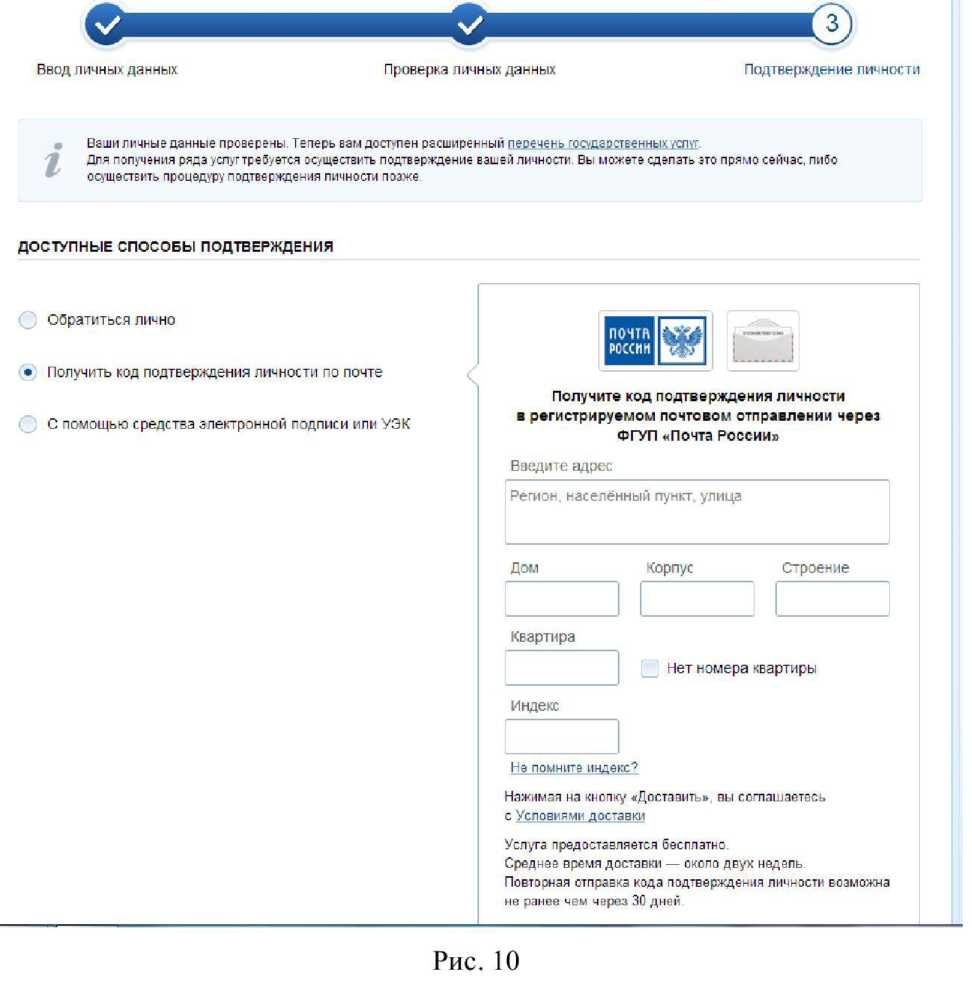 3
Ввод личных данных
Проверка личных данных
Подтверждение личности
Ваши личные данные проверены. Теперь вам доступен расширенный перечень государственных услуг.
Для получения ряда услуг требуется осуществить подтверждение вашей личности. Вы можете сделать это прямо сейчас, либо
осуществить процедуру подтверждения личности позже.
ДОСТУПНЫЕ СПОСОБЫ ПОДТВЕРЖДЕНИЯ
Обратиться лично
Получить код подтверждения личности по почте
С помощью средства электронной подписи или УЭК
ПОЧТА
РОССИИ
Получите код подтверждения личности
в регистрируемом почтовом отправлении через
ФГУП «Почта России»
Введите адрес
Регион, населённый пункт, улица
Дом
Корпус
Строение
Квартира
Нет номера квартиры
Индекс
Не помните индекс?
Нажимая на кнопку «Доставить», вы соглашаетесь
с Условиями доставки
Услуга предоставляется бесплатно.
Среднее время доставки — около двух недель.
Повторная отправка кода подтверждения личности возможна
не ранее чем через 30 дней.
Рис. 10